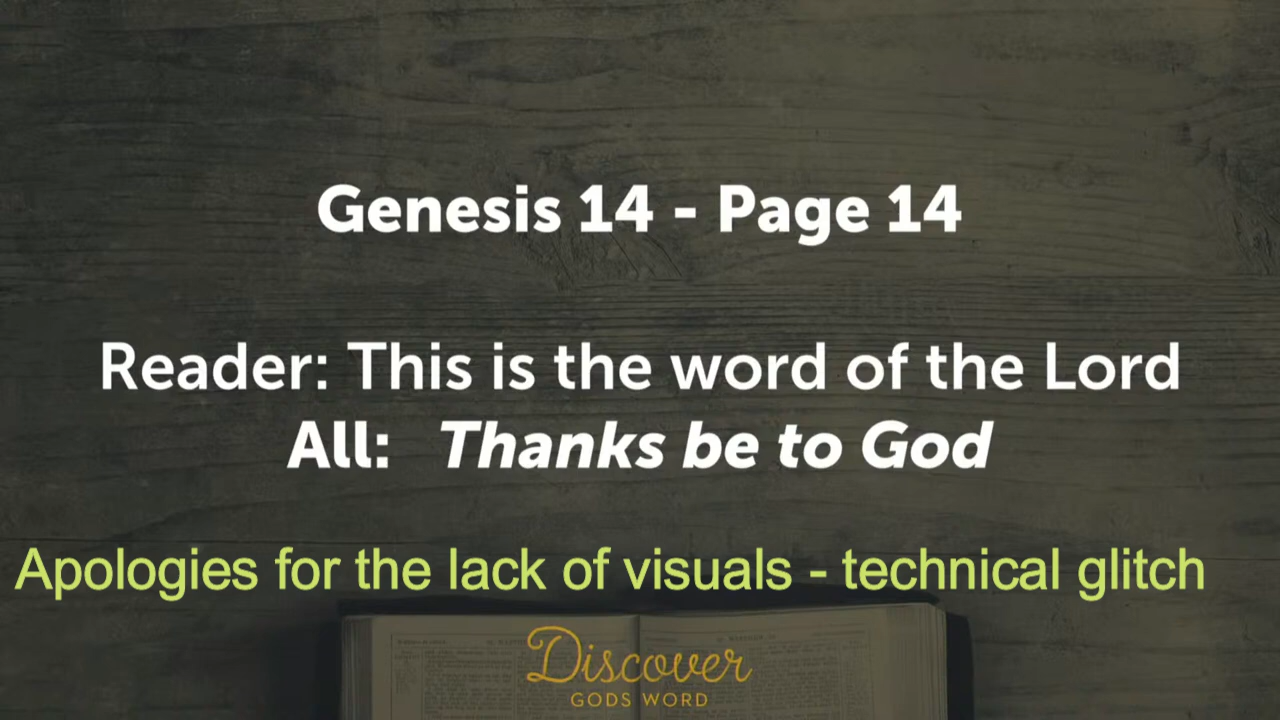 Genesis 14 - Page 14
Reader: This is the word of the Lord
All: Thanks be to God
Apologies for the lack of visuals - technical glitch
Discover
GODS WORD